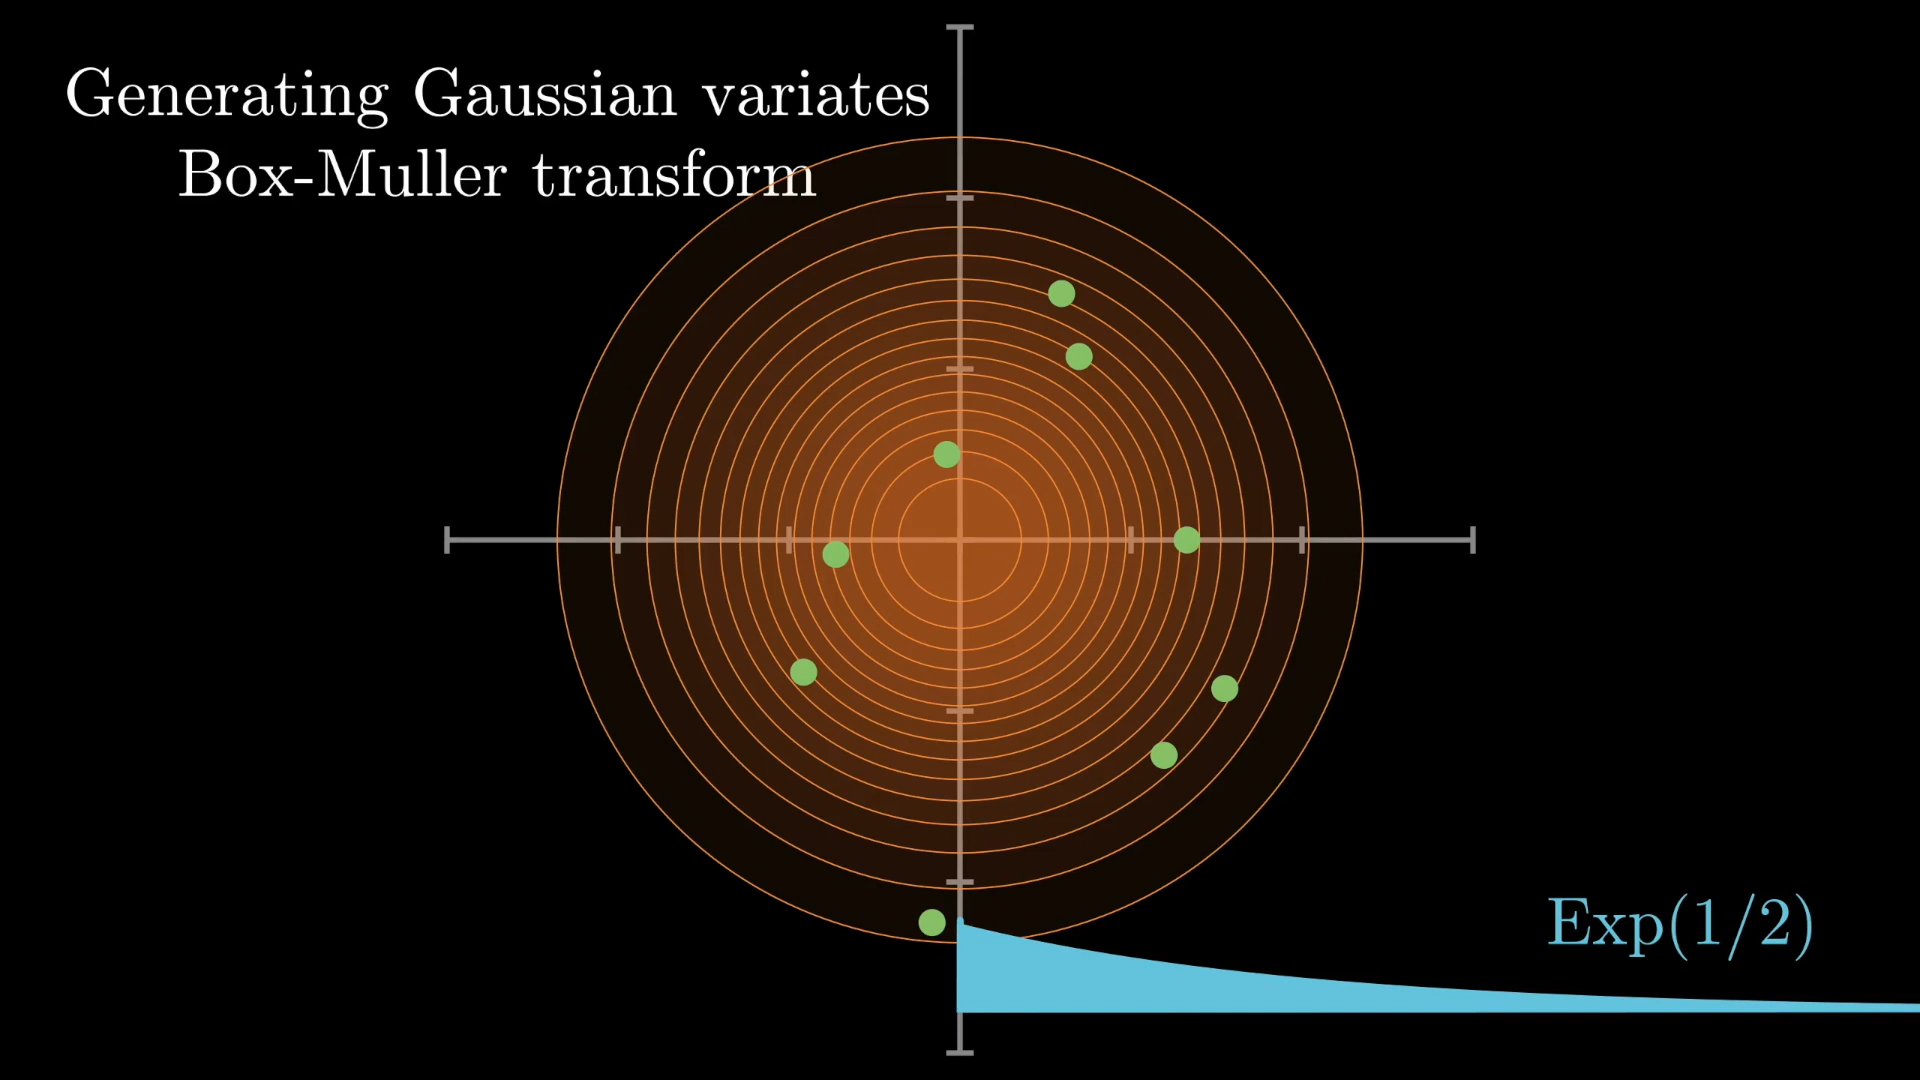 Generating Gaussian variates
Box-Muller transform
Exp(1/2)